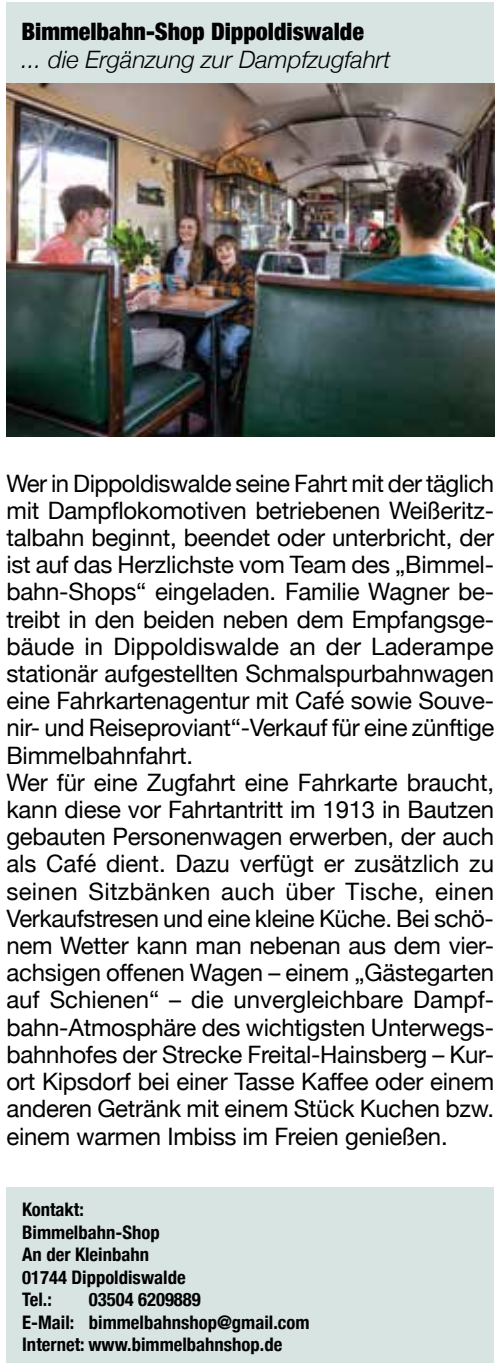 Bimmelbahn-Shop Dippoldiswalde
... die Ergänzung zur Dampfzugfahrt
Wer in Dippoldiswalde seine Fahrt mit der täglich
mit Dampflokomotiven betriebenen Weißeritz-
talbahn beginnt, beendet oder unterbricht, der
ist auf das Herzlichste vom Team des „Bimmel-
bahn-Shops“ eingeladen. Familie Wagner be-
treibt in den beiden neben dem Empfangsge-
bäude in Dippoldiswalde an der Laderampe
stationär aufgestellten Schmalspurbahnwagen
eine Fahrkartenagentur mit Café sowie Souve-
nir- und Reiseproviant“-Verkauf für eine zünftige
Bimmelbahnfahrt.
Wer für eine Zugfahrt eine Fahrkarte braucht,
kann diese vor Fahrtantritt im 1913 in Bautzen
gebauten Personenwagen erwerben, der auch
als Café dient. Dazu verfügt er zusätzlich zu
seinen Sitzbänken auch über Tische, einen
Verkaufstresen und eine kleine Küche. Bei schö-
nem Wetter kann man nebenan aus dem vier-
achsigen offenen Wagen – einem „Gästegarten
auf Schienen“ – die unvergleichbare Dampf-
bahn-Atmosphäre des wichtigsten Unterwegs-
bahnhofes der Strecke Freital-Hainsberg – Kur-
ort Kipsdorf bei einer Tasse Kaffee oder einem
anderen Getränk mit einem Stück Kuchen bzw.
einem warmen Imbiss im Freien genießen.
Kontakt:
Bimmelbahn-Shop
An der Kleinbahn
01744 Dippoldiswalde
Tel.: 03504 6209889
E-Mail: bimmelbahnshop@gmail.com
Internet: www.bimmelbahnshop.de